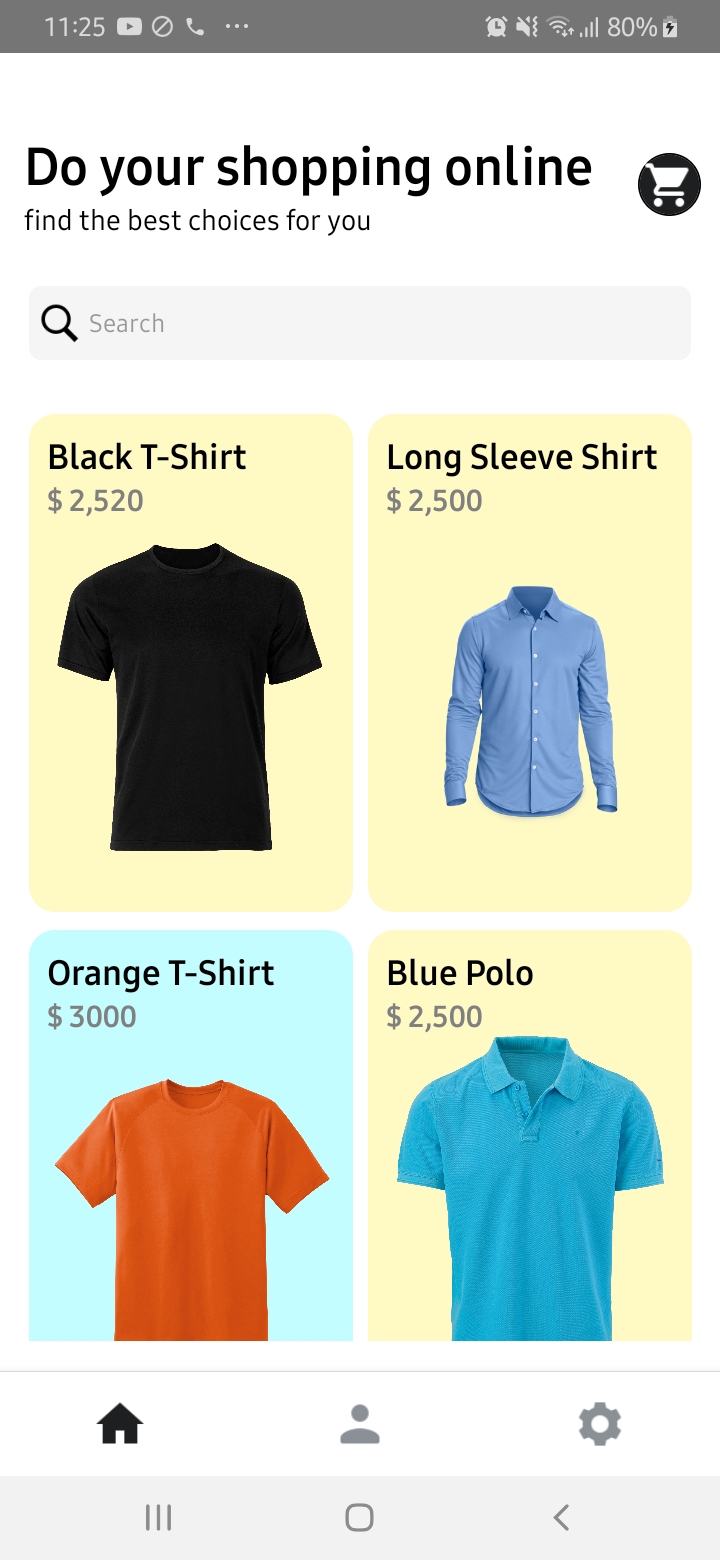 11:25
80%
Do your shopping online
find the best choices for you
Search
Black T-Shirt
$ 2,520
Long Sleeve Shirt
$ 2,500
Orange T-Shirt
$ 3000
Blue Polo
$ 2,500